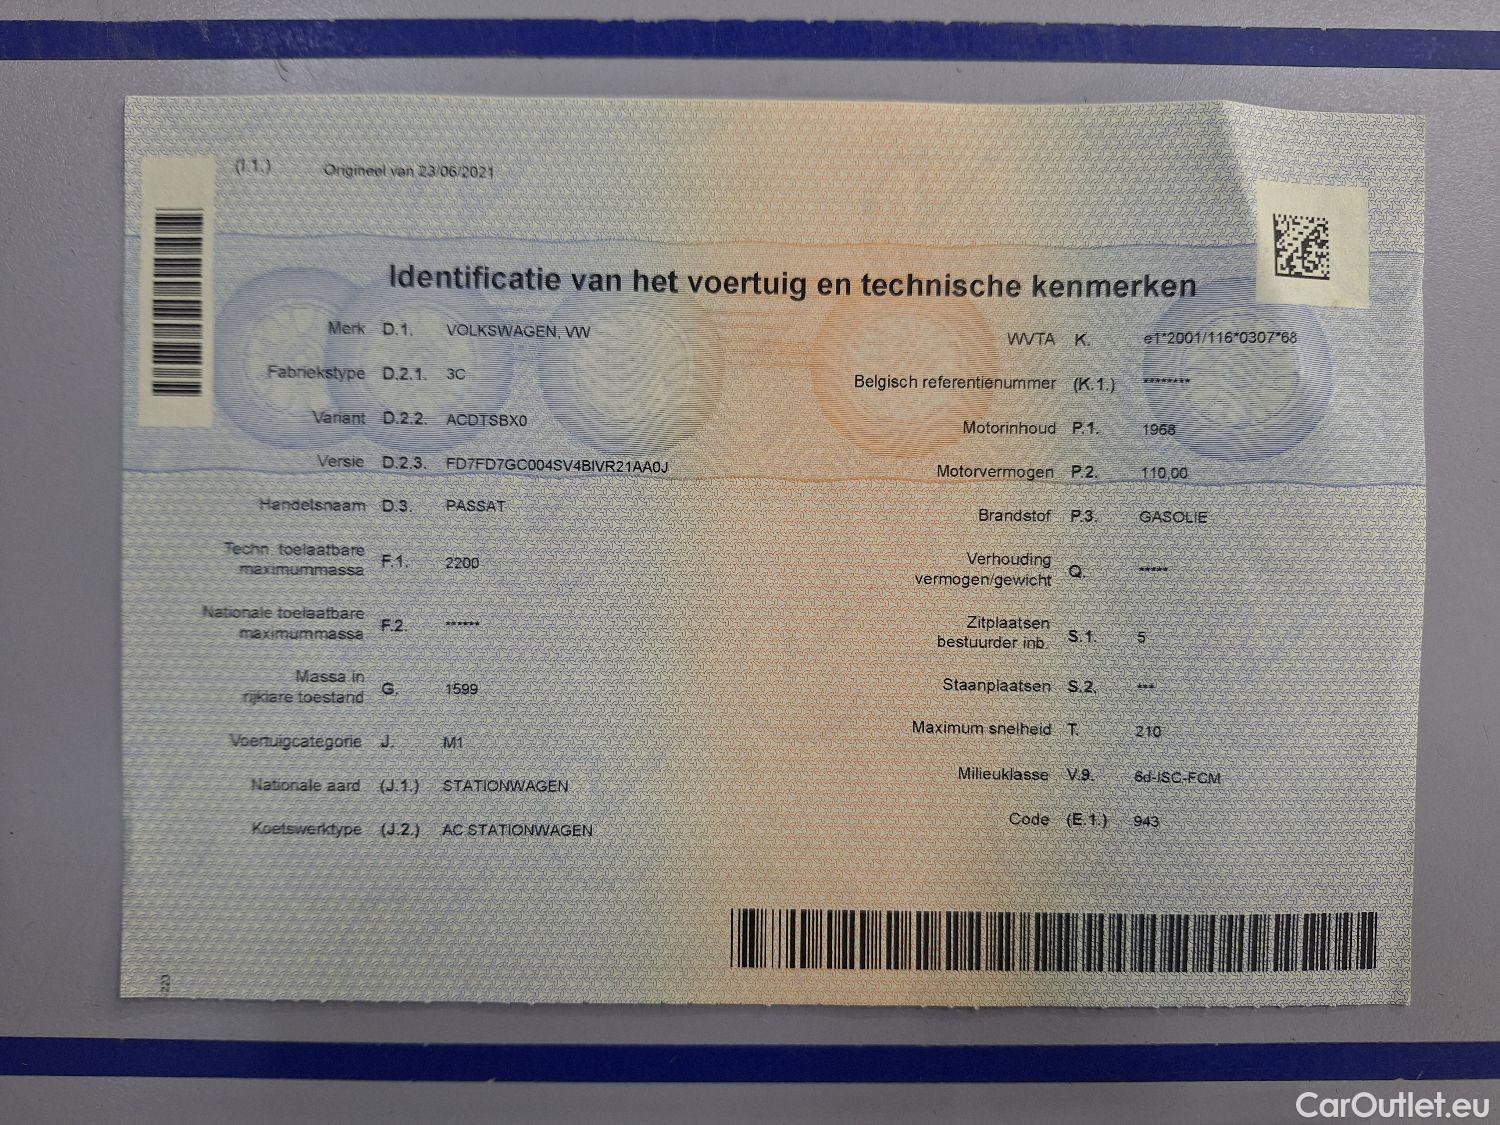 (I.1.) Origineel van 23/06/2021
Identificatie van het voertuig en technische kenmerken
Merk D.1. VOLKSWAGEN, VW
Fabriekstype D.2.1. 3C
Variant D.2.2. ACDTSBX0
Versie D.2.3. FD7FD7GC004SV4BIVR21AA0J
Handelsnaam D.3. PASSAT
Techn. toelaatbare
maximummassa F.1. 2200
Nationale toelaatbare
maximummassa F.2. ******
Massa in
rijklare toestand G. 1599
Voertuigcategorie J. M1
Nationale aard (J.1.) STATIONWAGEN
Koetswerktype (J.2.) AC STATIONWAGEN
WVTA K. e1*2001/116*0307*68
Belgisch referentienummer (K.1.) ********
Motorinhoud P.1. 1968
Motorvermogen P.2. 110,00
Brandstof P.3. GASOLIE
Verhouding
vermogen/gewicht Q. *****
Zitplaatsen
bestuurder inb. S.1. 5
Staanplaatsen S.2. ***
Maximum snelheid T. 210
Milieuklasse V.9. 6d-ISC-FCM
Code (E.1.) 943
CarOutlet.eu